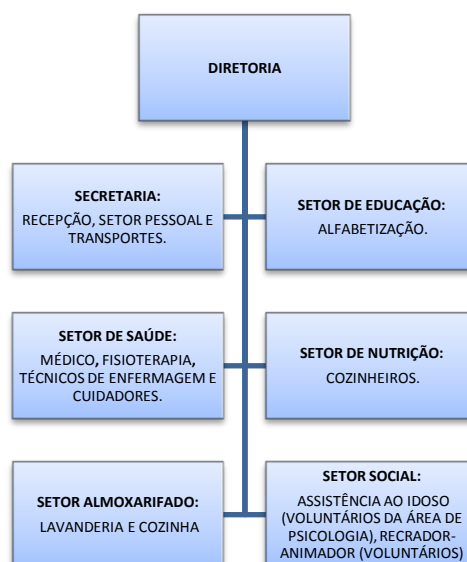 DIRETORIA
SECRETARIA:
RECEPÇÃO, SETOR PESSOAL E
TRANSPORTES.
SETOR DE EDUCAÇÃO:
ALFABETIZAÇÃO.
SETOR DE SAÚDE:
MÉDICO, FISIOTERAPIA,
TÉCNICOS DE ENFERMAGEM E
CUIDADORES.
SETOR DE NUTRIÇÃO:
COZINHEIROS.
SETOR ALMOXARIFADO:
LAVANDERIA E COZINHA
SETOR SOCIAL:
ASSISTÊNCIA AO IDOSO
(VOLUNTÁRIOS DA ÁREA DE
PSICOLOGIA), RECRADOR-
ANIMADOR (VOLUNTÁRIOS)